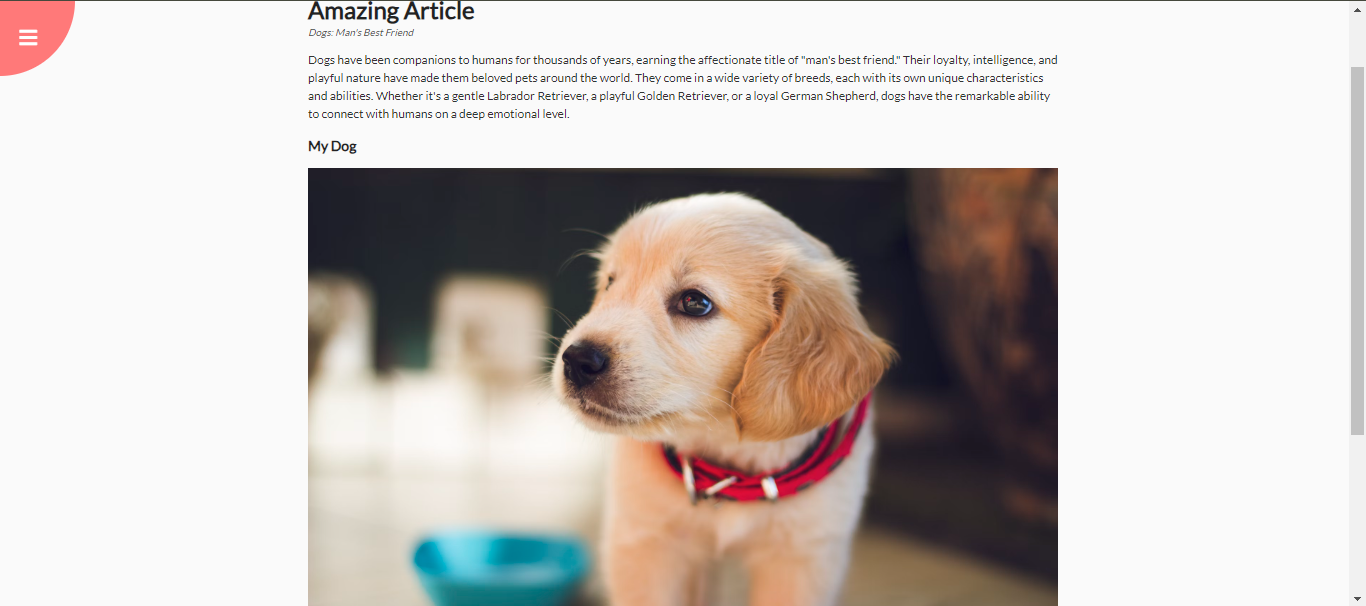 Amazing Article
Dogs: Man's Best Friend
Dogs have been companions to humans for thousands of years, earning the affectionate title of "man's best friend." Their loyalty, intelligence, and
playful nature have made them beloved pets around the world. They come in a wide variety of breeds, each with its own unique characteristics
and abilities. Whether it's a gentle Labrador Retriever, a playful Golden Retriever, or a loyal German Shepherd, dogs have the remarkable ability
to connect with humans on a deep emotional level.
My Dog